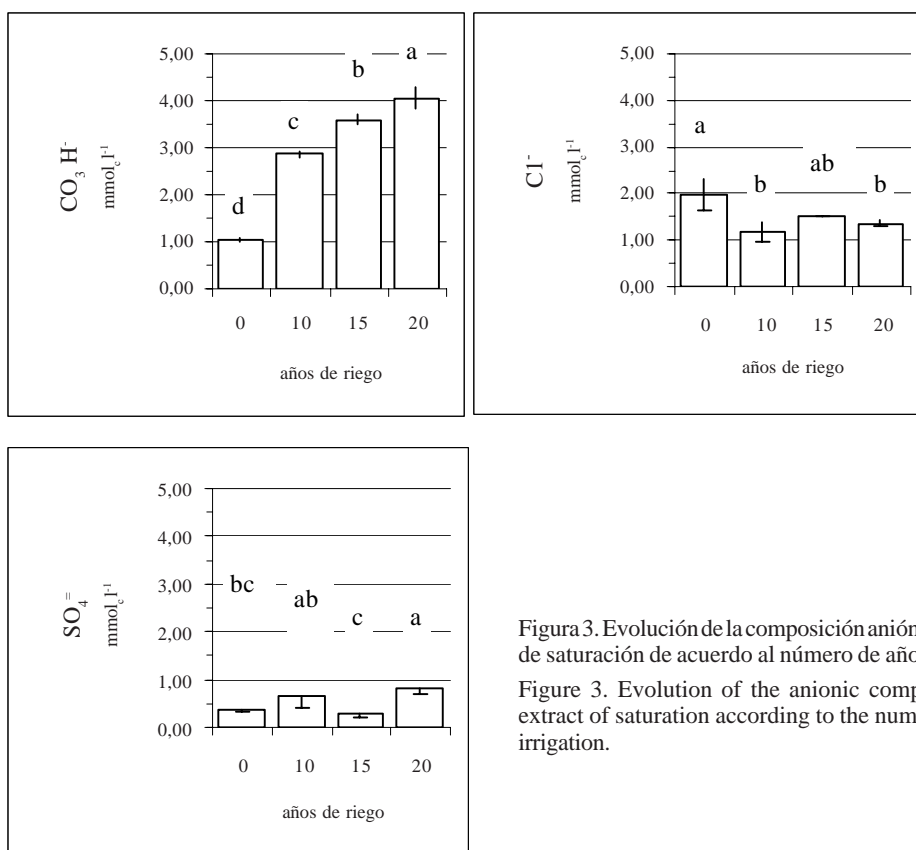 CO3 H-
mmolc l-1
5,00
4,00
3,00
2,00
1,00
0,00
d
c
b
a
0 10 15 20
años de riego
C1-
mmolc l-1
5,00
4,00
3,00
2,00
1,00
0,00
a
b
ab
b
0 10 15 20
años de riego
SO4=
mmolc l-1
5,00
4,00
3,00
2,00
1,00
0,00
bc
ab
c
a
0 10 15 20
años de riego
Figura 3. Evolución de la composición anión
de saturación de acuerdo al número de año
Figure 3. Evolution of the anionic comp
extract of saturation according to the num
irrigation.